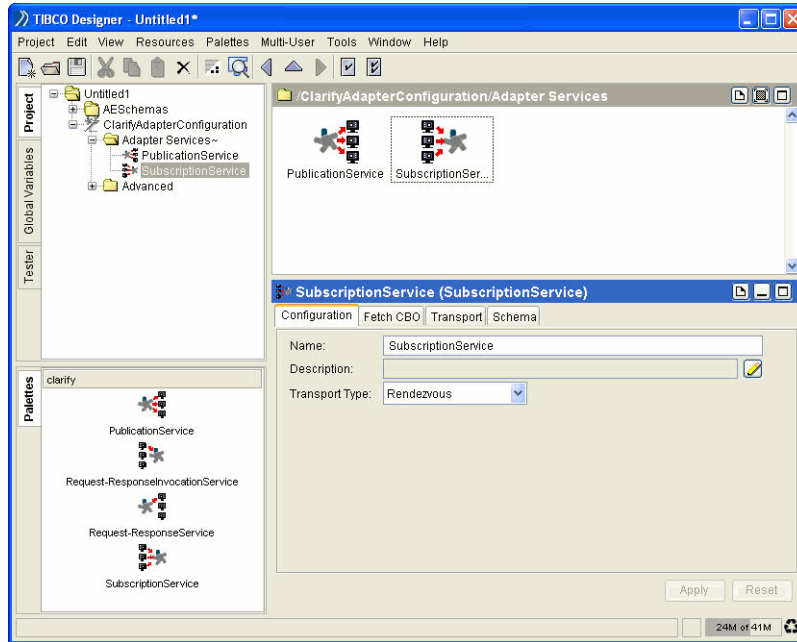 TIBCO Designer - Untitled1*
Project Edit View Resources Palettes Multi-User Tools Window Help
Project
Global Variables
Tester
Untitled1
AESchemas
ClarifyAdapterConfiguration
Adapter Services~
PublicationService
SubscriptionService
Advanced
/ClarifyAdapterConfiguration/Adapter Services
PublicationService SubscriptionSer...
SubscriptionService (SubscriptionService)
Configuration Fetch CBO Transport Schema
Name: SubscriptionService
Description:
Transport Type: Rendezvous
Palettes
clarify
PublicationService
Request-ResponseInvocationService
Request-ResponseService
SubscriptionService
Apply Reset
24M of 41M